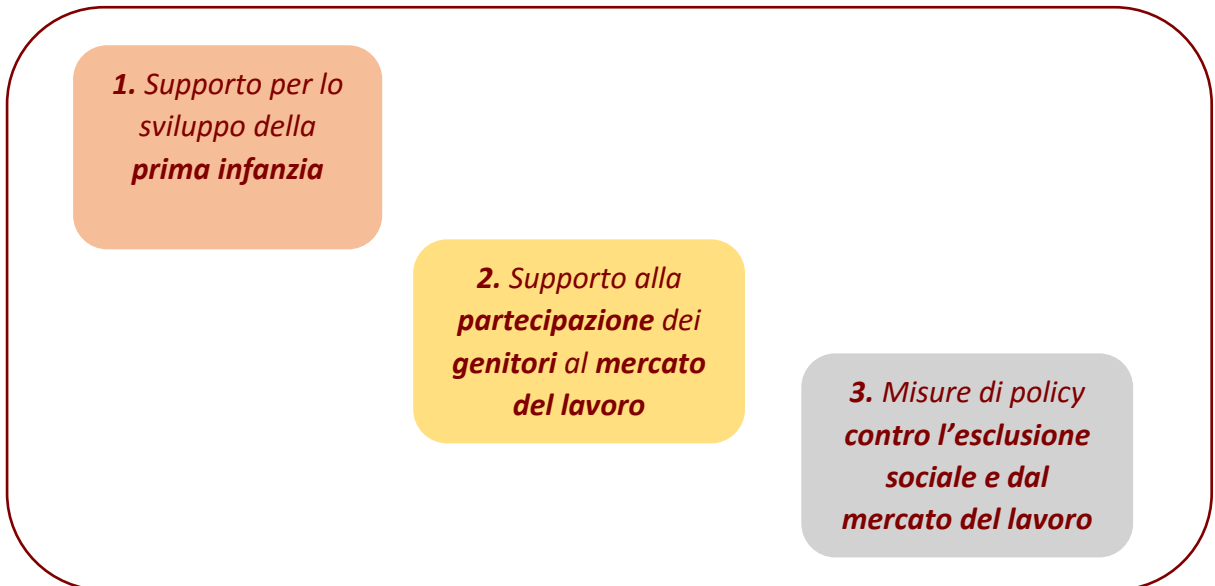 1. Supporto per lo
sviluppo della
prima infanzia
2. Supporto alla
partecipazione dei
genitori al mercato
del lavoro
3. Misure di policy
contro l’esclusione
sociale e dal
mercato del lavoro